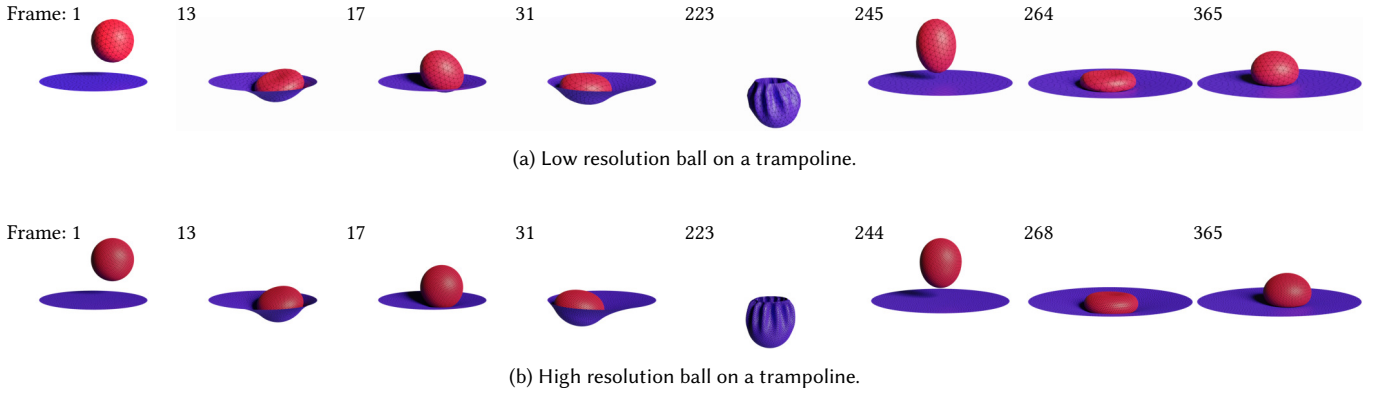 Frame: 1 13 17 31 223 245 264 365
(a) Low resolution ball on a trampoline.
Frame: 1 13 17 31 223 244 268 365
(b) High resolution ball on a trampoline.